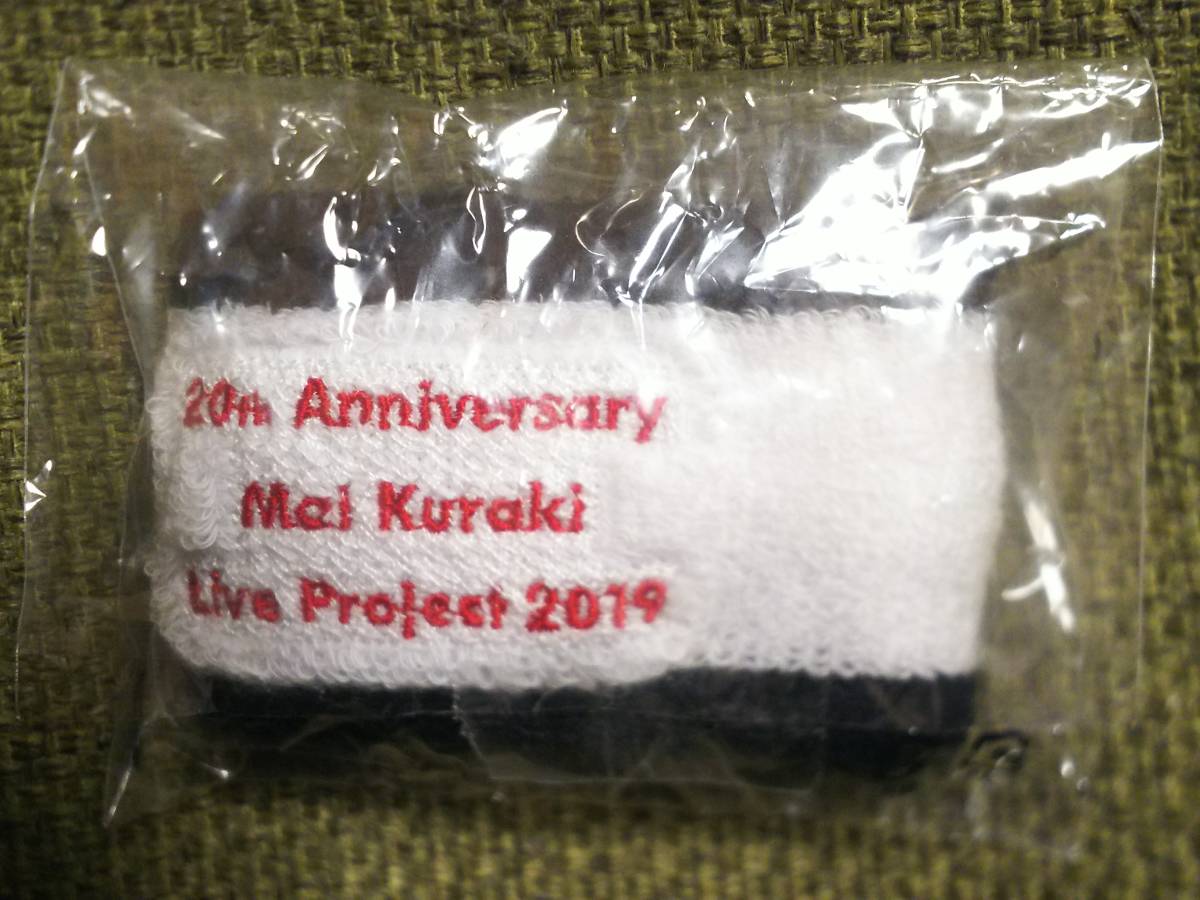 20th Anniversary
Mai Kuraki
Live Project 2019